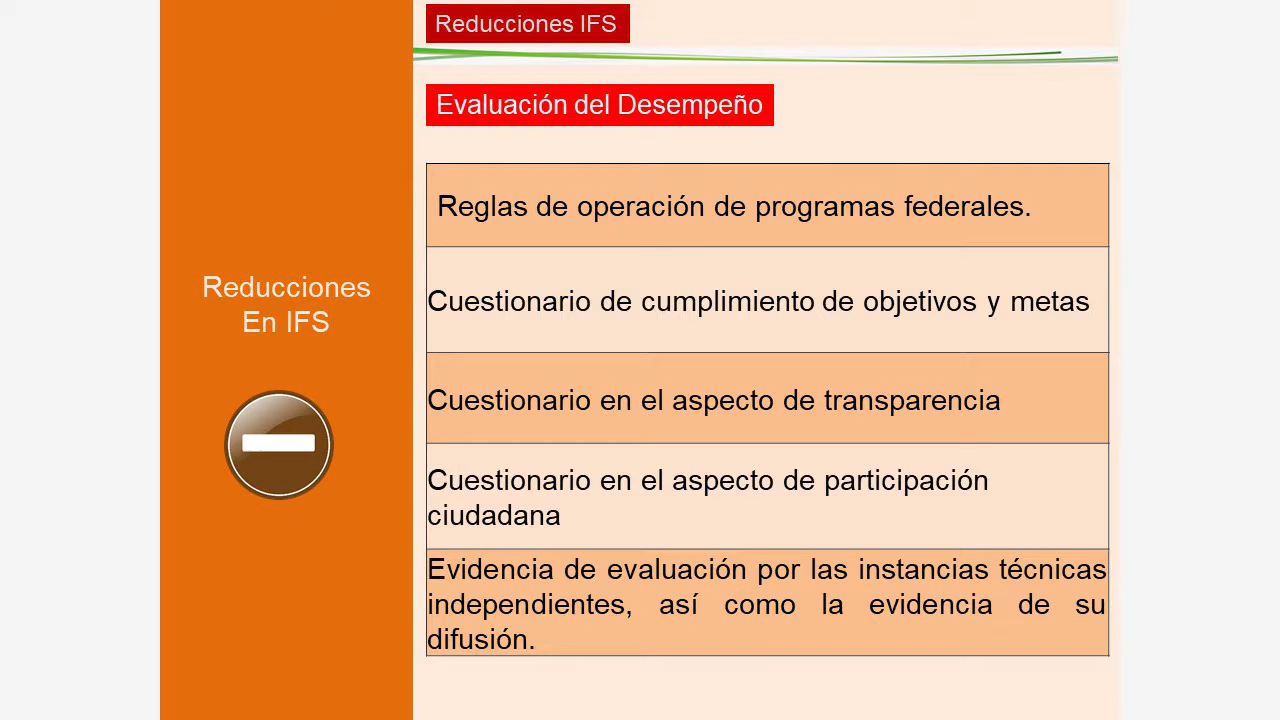 Reducciones IFS
Evaluación del Desempeño
Reducciones
En IFS
Reglas de operación de programas federales.
Cuestionario de cumplimiento de objetivos y metas
Cuestionario en el aspecto de transparencia
Cuestionario en el aspecto de participación
ciudadana
Evidencia de evaluación por las instancias técnicas
independientes, así como la evidencia de su
difusión.